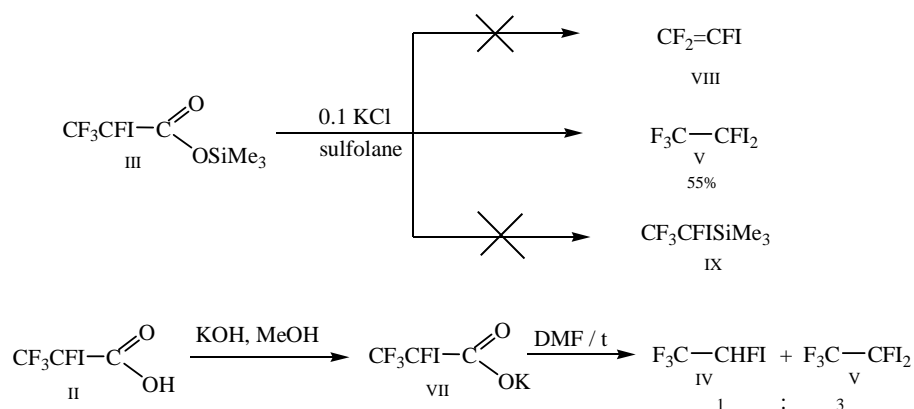 CF2=CFI
VIII
O
CF3CFI—C
OSiMe3
III
0.1 KCl
sulfolane
F3C—CFI2
V
55%
CF3CFISiMe3
IX
O
CF3CFI—C
OH
II
KOH, MeOH
O
CF3CFI—C
OK
VII
DMF / t
F3C—CHFI + F3C—CFI2
IV V
1 : 3